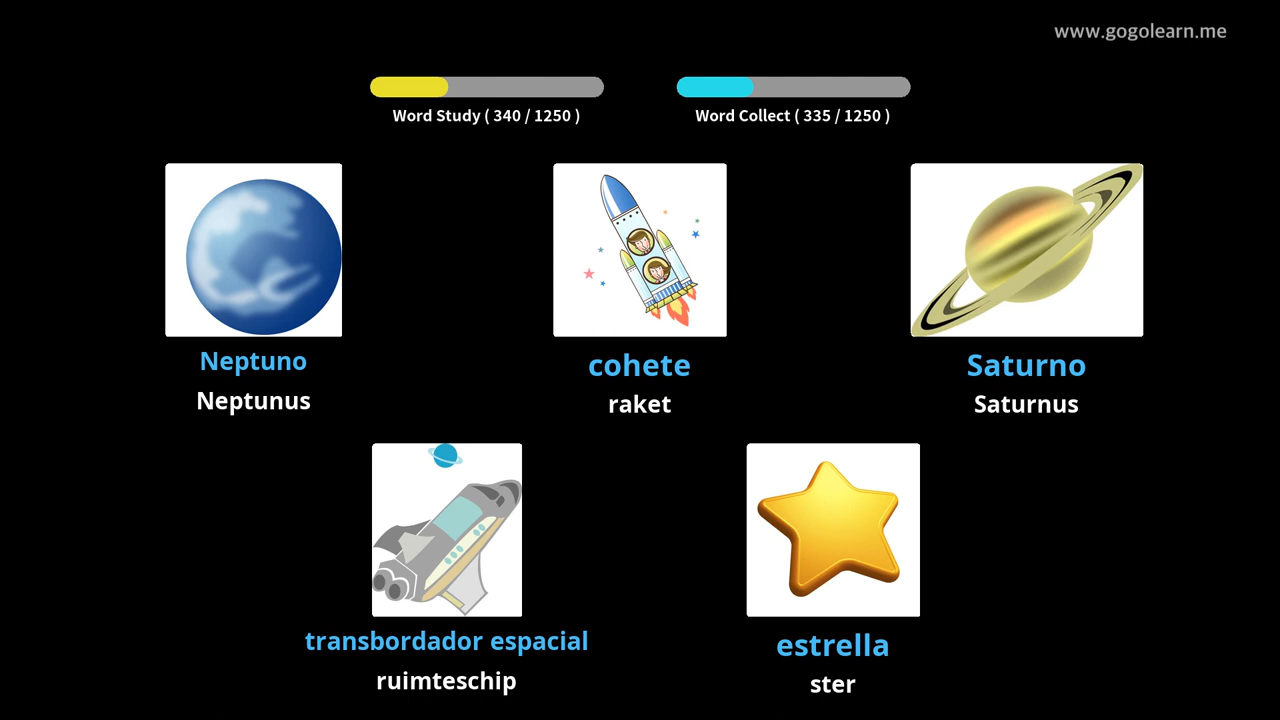 www.gogolearn.me
Word Study ( 340 / 1250 )
Word Collect ( 335 / 1250 )
Neptuno
Neptunus
cohete
raket
Saturno
Saturnus
transbordador espacial
ruimteschip
estrella
ster